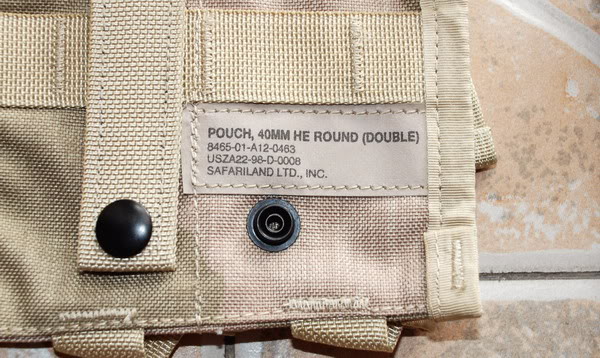 POUCH, 40MM HE ROUND (DOUBLE)
8465-01-A12-0463
USZA22-98-D-0008
SAFARILAND LTD., INC.